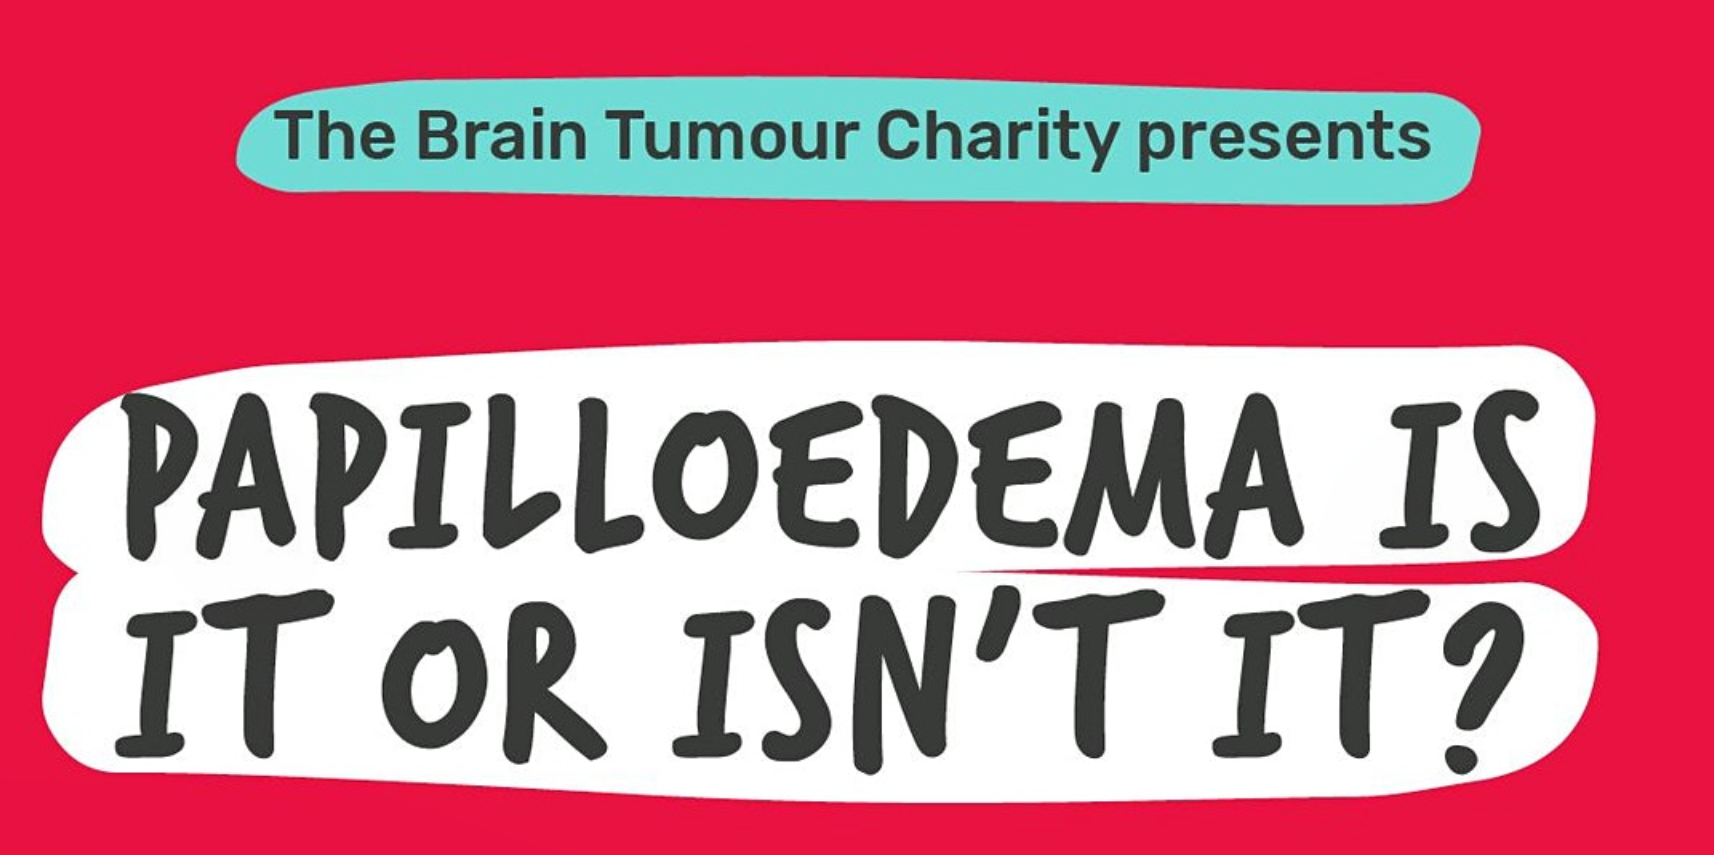 The Brain Tumour Charity presents
PAPILLOEDEMA IS
IT OR ISN'T IT?